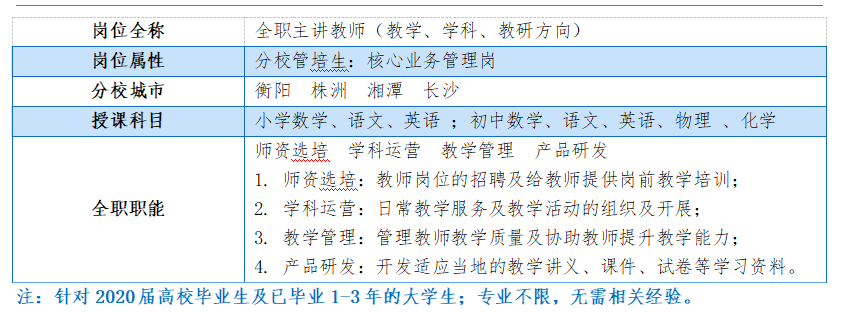 岗位全称 全职主讲教师（教学、学科、教研方向）
岗位属性 分校管培生：核心业务管理岗
分校城市 衡阳 株洲 湘潭 长沙
授课科目 小学数学、语文、英语 ；初中数学、语文、英语、物理 、化学
全职职能 师资选培 学科运营 教学管理 产品研发
1. 师资选培：教师岗位的招聘及给教师提供岗前教学培训；
2. 学科运营：日常教学服务及教学活动的组织及开展；
3. 教学管理：管理教师教学质量及协助教师提升教学能力；
4. 产品研发：开发适应当地的教学讲义、课件、试卷等学习资料。
注：针对 2020 届高校毕业生及已毕业 1-3 年的大学生；专业不限，无需相关经验。